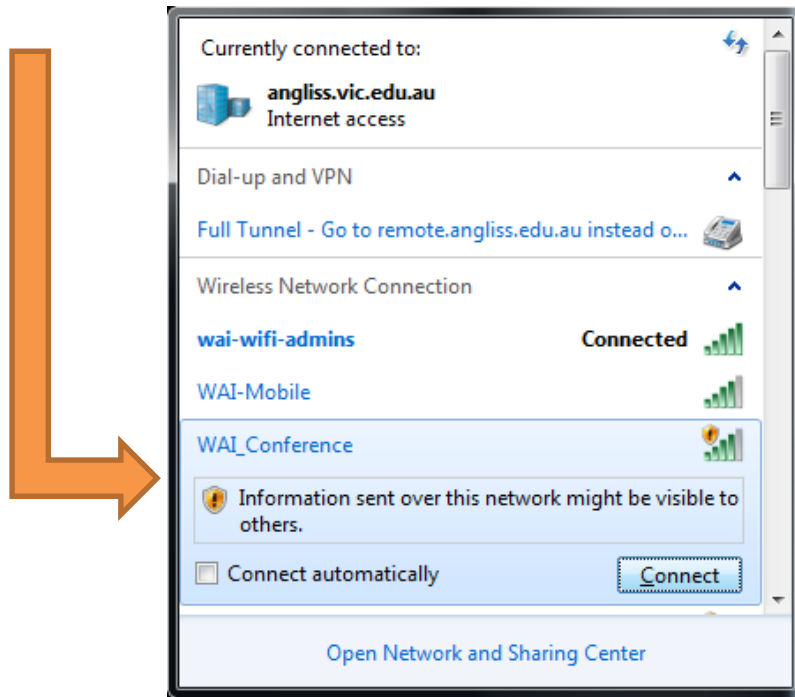 Currently connected to:
angliss.vic.edu.au
Internet access
Dial-up and VPN
Full Tunnel - Go to remote.angliss.edu.au instead o...
Wireless Network Connection
wai-wifi-admins Connected
WAI-Mobile
WAI_Conference
Information sent over this network might be visible to
others.
Connect automatically Connect
Open Network and Sharing Center